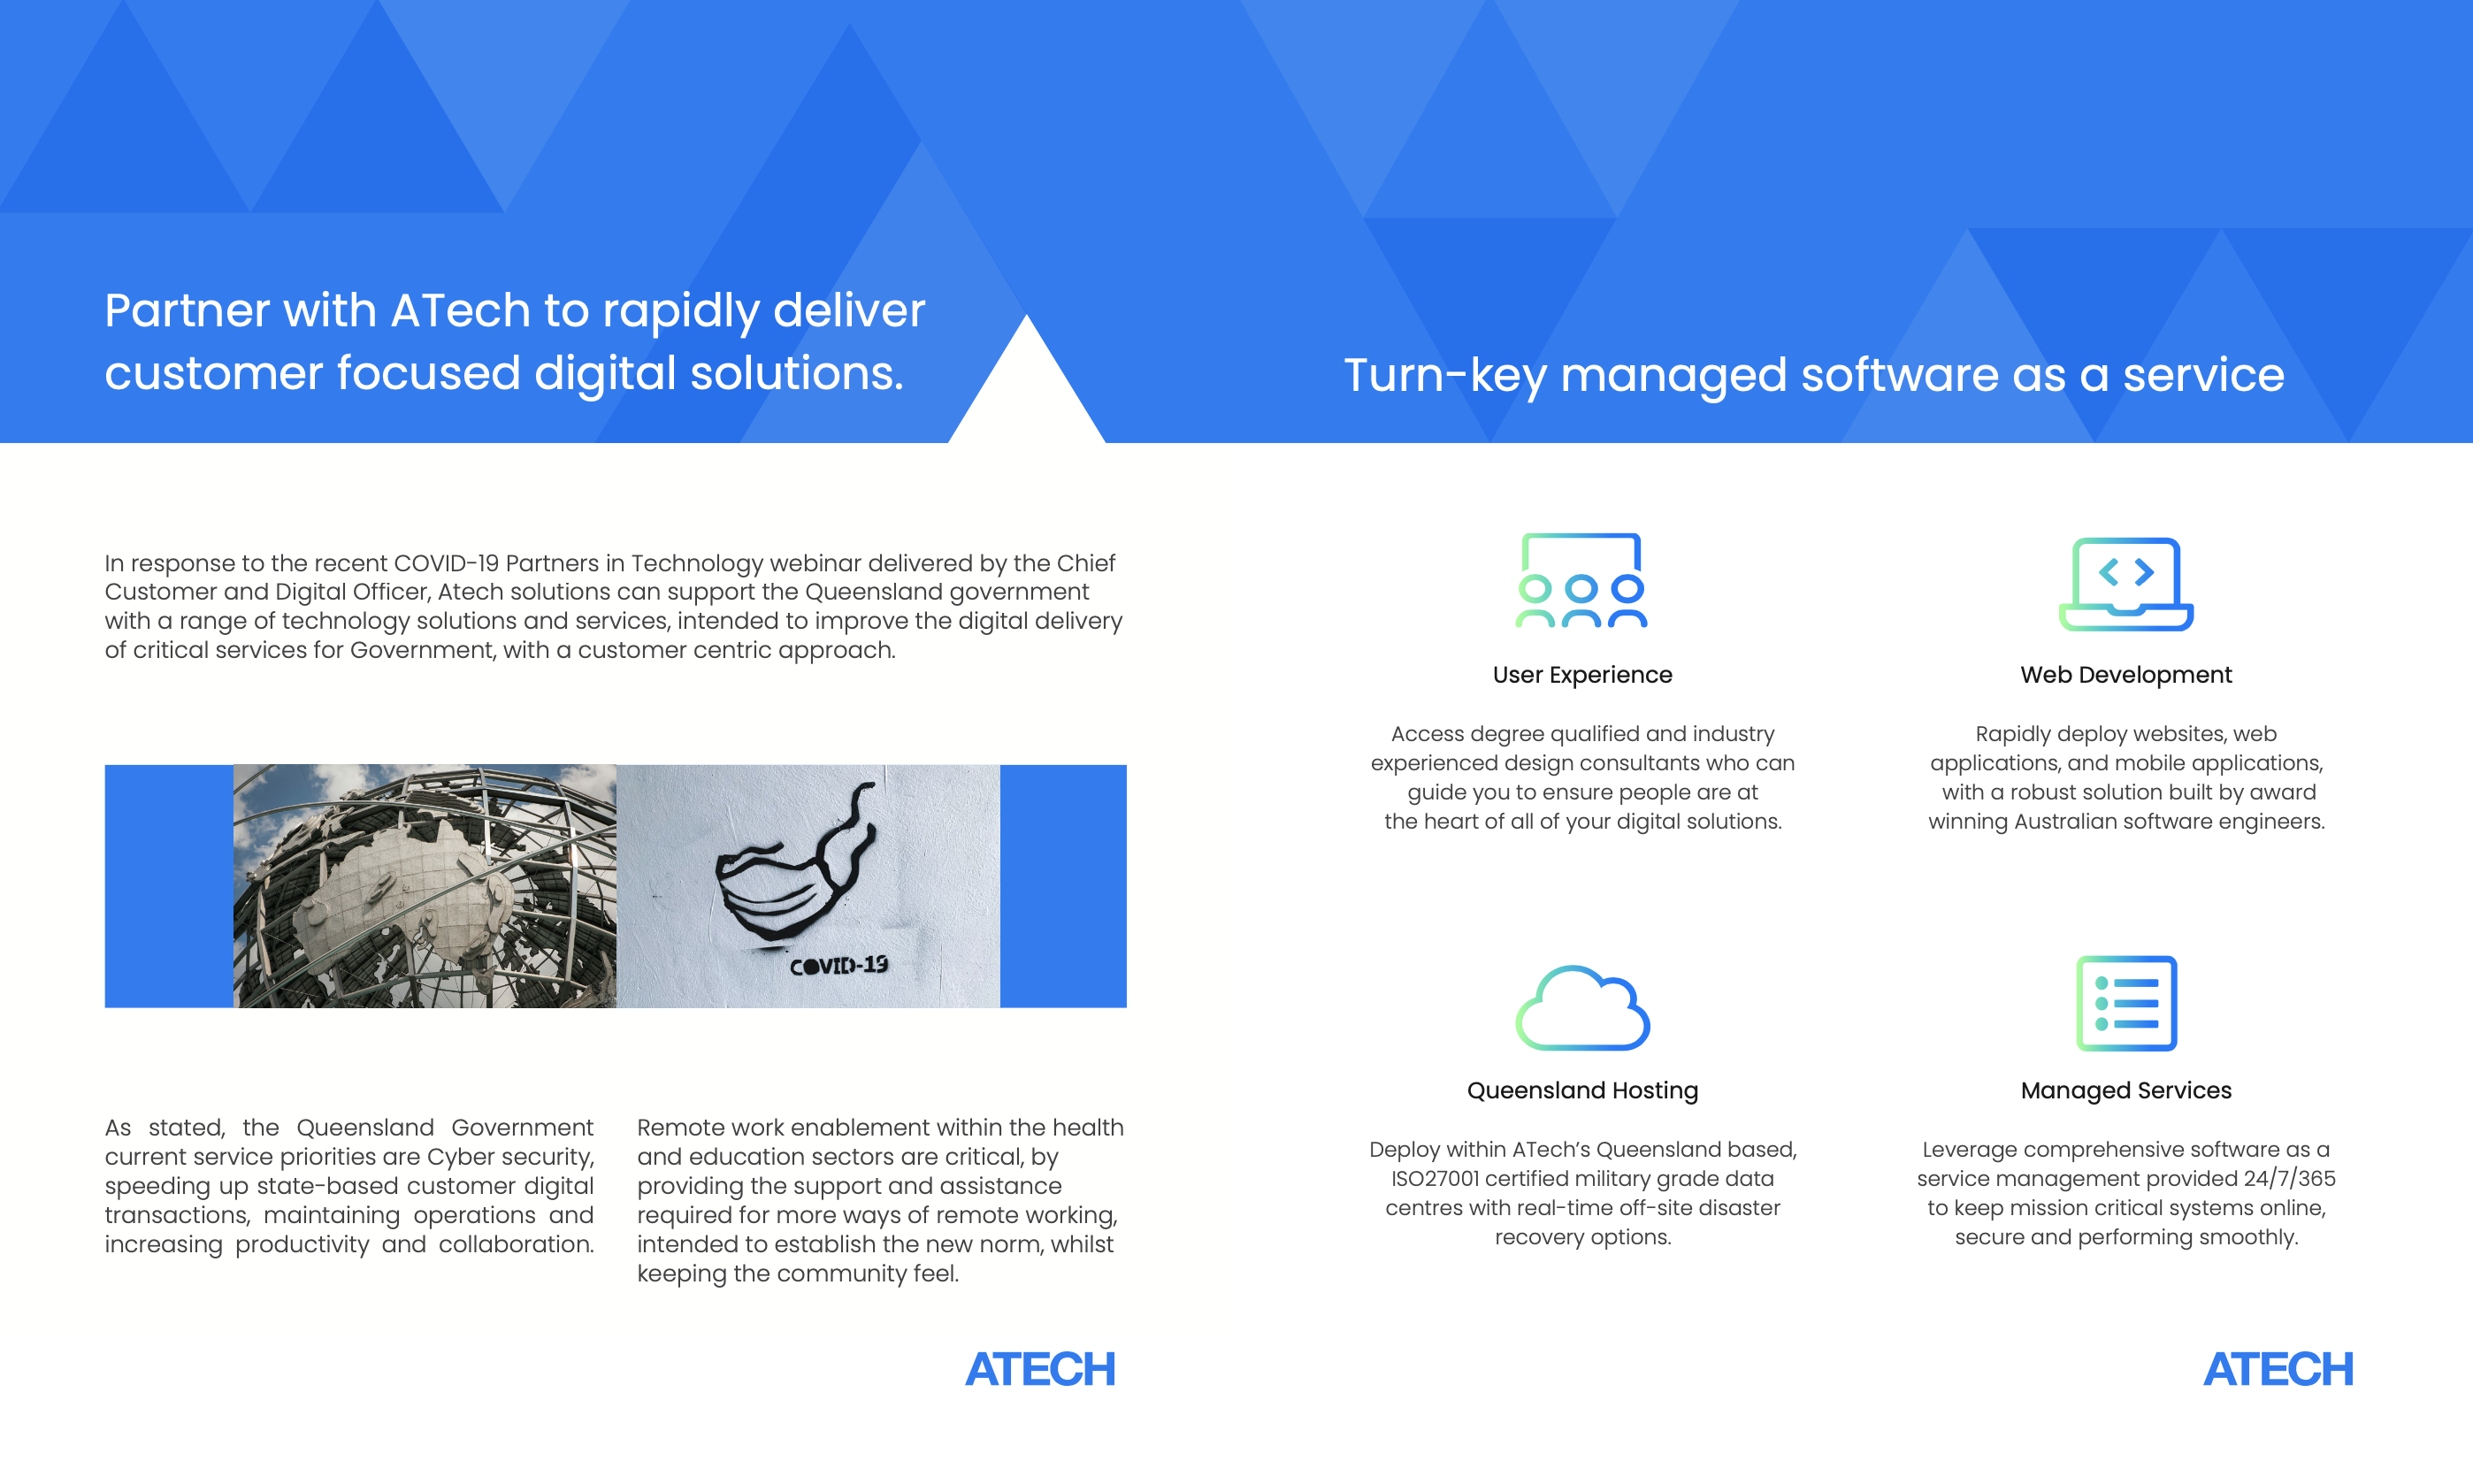 Partner with ATech to rapidly deliver
customer focused digital solutions.
In response to the recent COVID-19 Partners in Technology webinar delivered by the Chief
Customer and Digital Officer, Atech solutions can support the Queensland government
with a range of technology solutions and services, intended to improve the digital delivery
of critical services for Government, with a customer centric approach.
COVID-19
As stated, the Queensland Government
current service priorities are Cyber security,
speeding up state-based customer digital
transactions, maintaining operations and
increasing productivity and collaboration.
Remote work enablement within the health
and education sectors are critical, by
providing the support and assistance
required for more ways of remote working,
intended to establish the new norm, whilst
keeping the community feel.
ATECH
Turn-key managed software as a service
User Experience
Access degree qualified and industry
experienced design consultants who can
guide you to ensure people are at
the heart of all of your digital solutions.
Web Development
Rapidly deploy websites, web
applications, and mobile applications,
with a robust solution built by award
winning Australian software engineers.
Queensland Hosting
Deploy within ATech’s Queensland based,
ISO27001 certified military grade data
centres with real-time off-site disaster
recovery options.
Managed Services
Leverage comprehensive software as a
service management provided 24/7/365
to keep mission critical systems online,
secure and performing smoothly.
ATECH